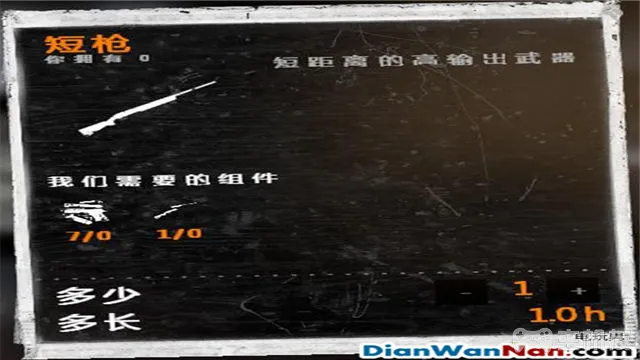 短枪
你拥有 0
短距离的高输出武器
我们需要的组件
7/0 1/0
多少 - 1 +
多长 1.0 h
DianWanNan.com